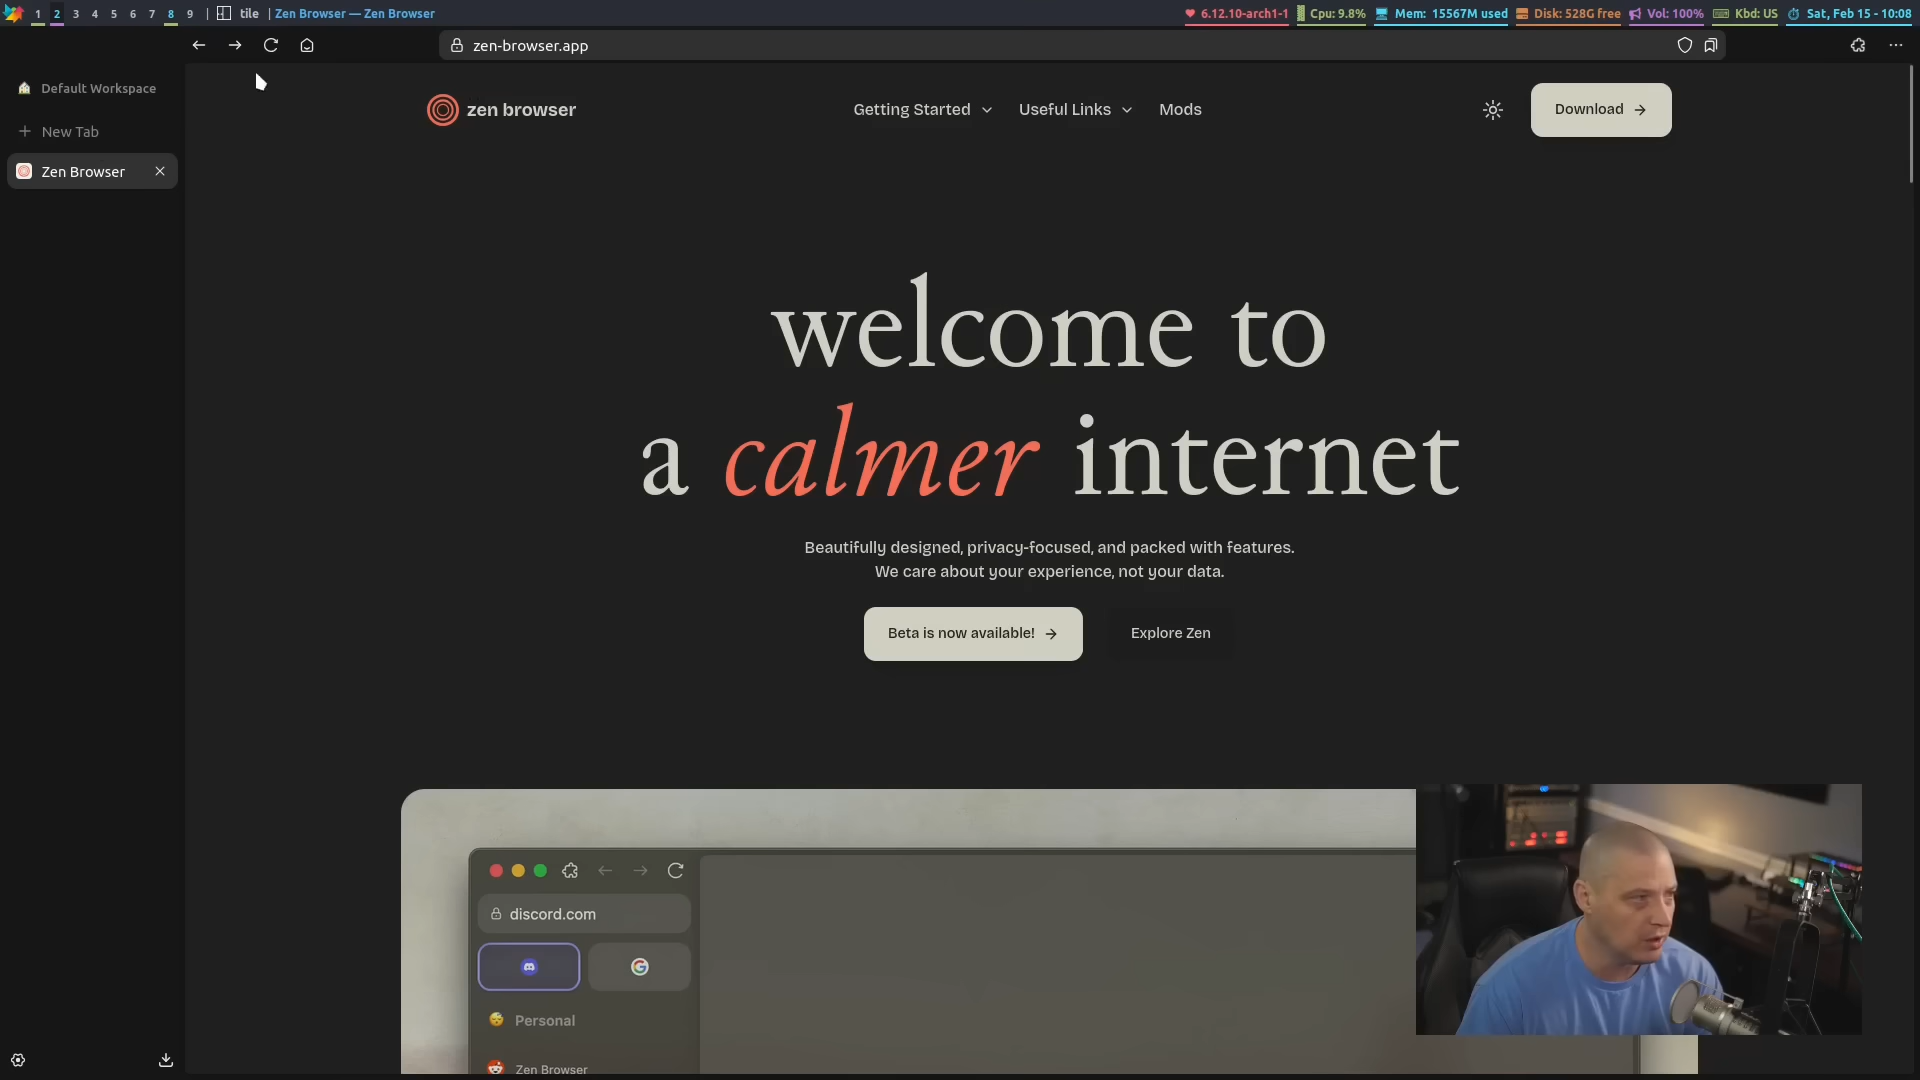 1 2 3 4 5 6 7 8 9 | tile | Zen Browser — Zen Browser
6.12.10-arch1-1 Cpu: 9.8% Mem: 15567M used Disk: 528G free Vol: 100% Kbd: US Sat, Feb 15 - 10:08
zen-browser.app
Default Workspace
New Tab
Zen Browser
zen browser
Getting Started Useful Links Mods
Download
welcome to
a calmer internet
Beautifully designed, privacy-focused, and packed with features.
We care about your experience, not your data.
Beta is now available!
Explore Zen
discord.com
Personal
Zen Browser